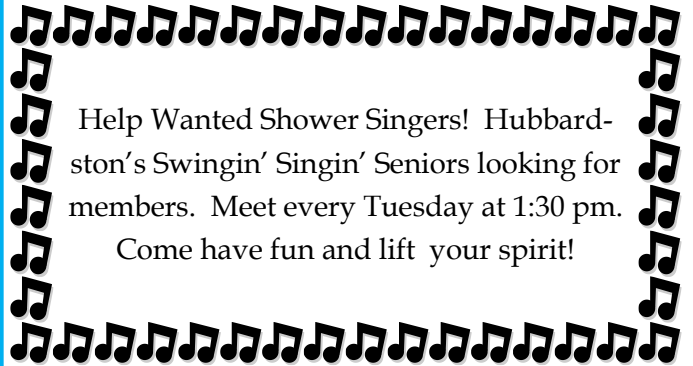 Help Wanted Shower Singers!  Hubbard-
ston’s Swingin’ Singin’ Seniors looking for
members.  Meet every Tuesday at 1:30 pm.
Come have fun and lift  your spirit!